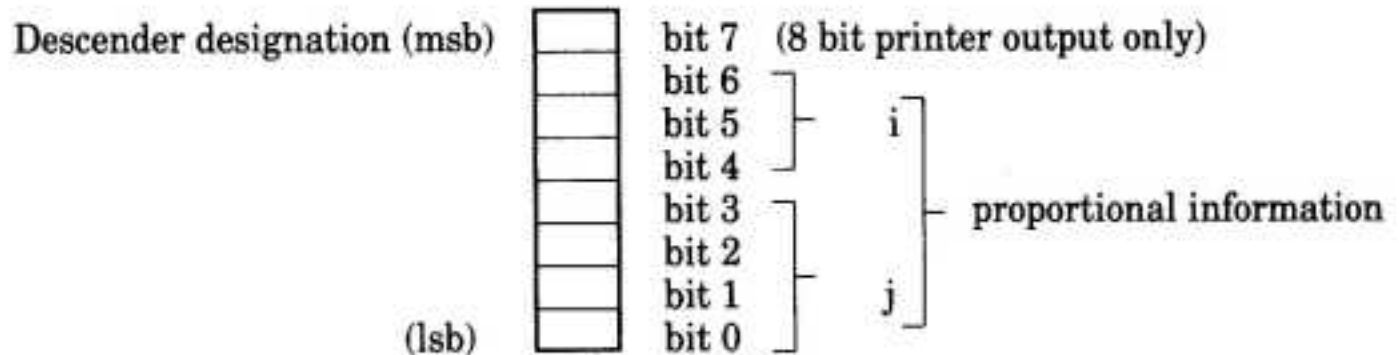 Descender designation (msb) bit 7 (8 bit printer output only)
bit 6
bit 5 i
bit 4
bit 3 proportional information
bit 2
bit 1 j
(lsb) bit 0